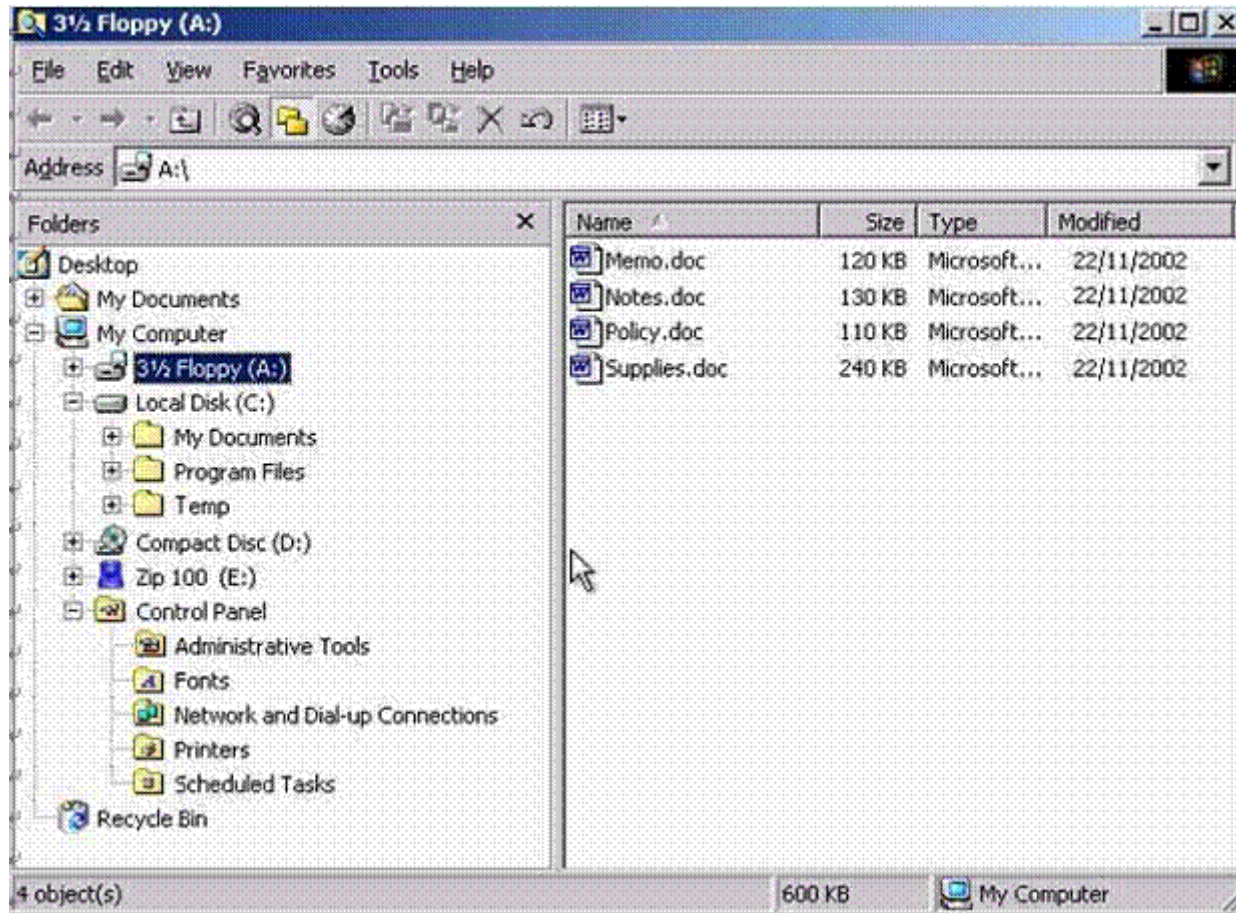 3½ Floppy (A:)
File Edit View Favorites Tools Help
Address A:\
Folders
Desktop
My Documents
My Computer
3½ Floppy (A:)
Local Disk (C:)
My Documents
Program Files
Temp
Compact Disc (D:)
Zip 100 (E:)
Control Panel
Administrative Tools
Fonts
Network and Dial-up Connections
Printers
Scheduled Tasks
Recycle Bin
Name Size Type Modified
Memo.doc 120 KB Microsoft... 22/11/2002
Notes.doc 130 KB Microsoft... 22/11/2002
Policy.doc 110 KB Microsoft... 22/11/2002
Supplies.doc 240 KB Microsoft... 22/11/2002
4 object(s) 600 KB My Computer